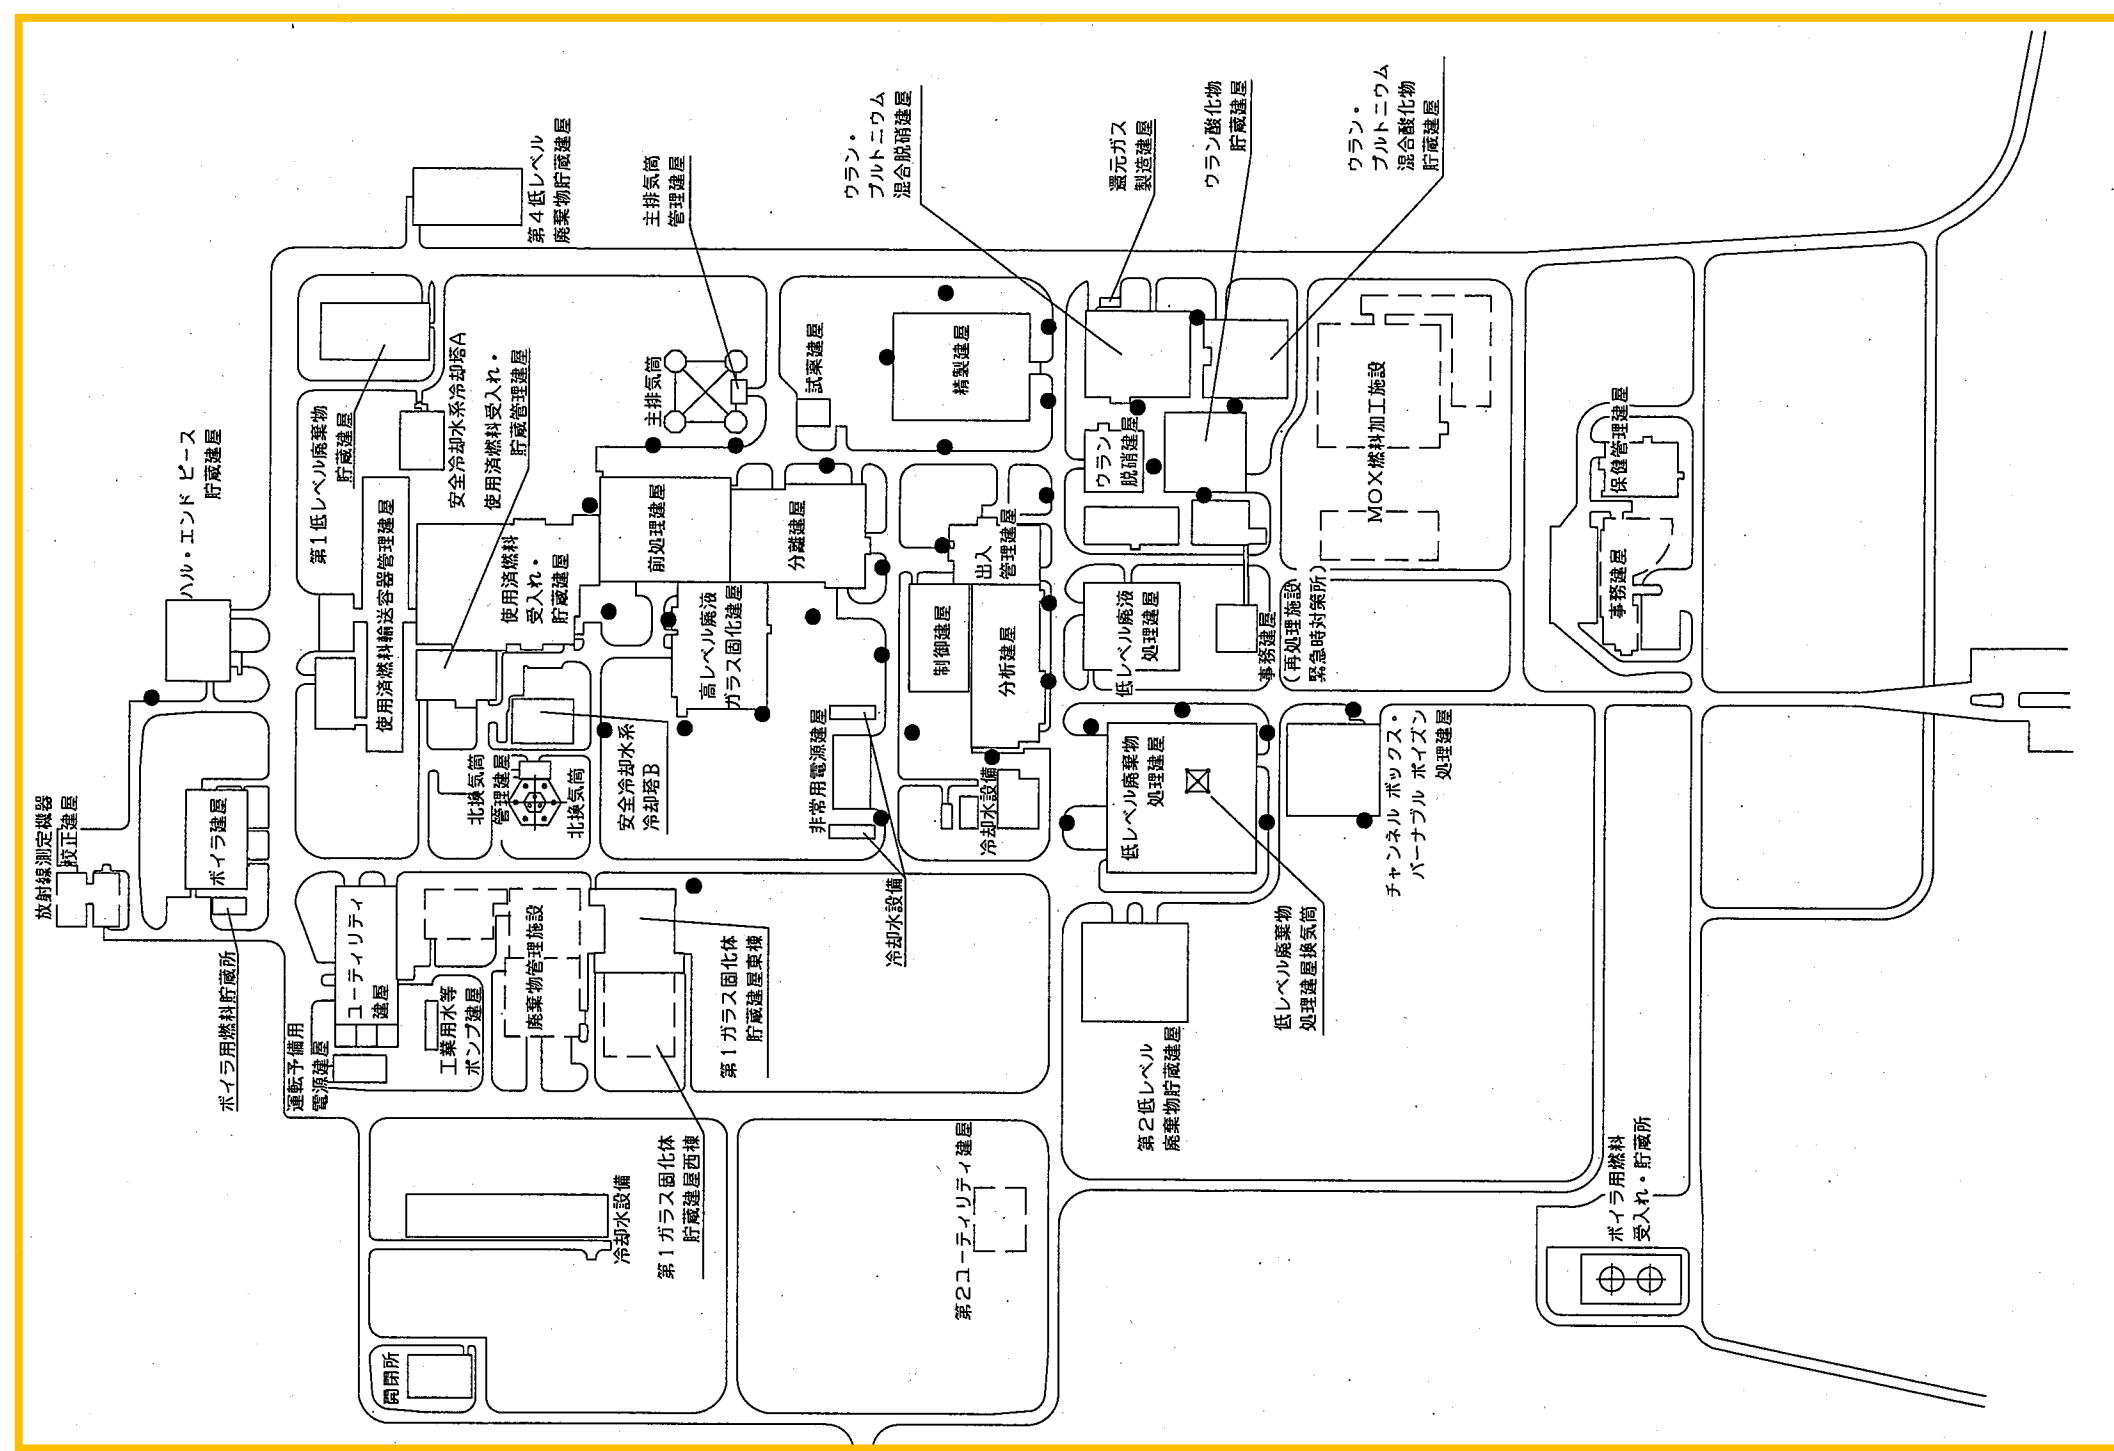 放射線測定機器
校正建屋
ボイラ建屋
ボイラ用燃料貯蔵所
ハル・エンド ピース
貯蔵建屋
第1低レベル廃棄物
貯蔵建屋
第4低レベル
廃棄物貯蔵建屋
安全冷却水系冷却塔A
使用済燃料受入れ・
貯蔵管理建屋
使用済燃料輸送容器管理建屋
使用済燃料
受入れ・
貯蔵建屋
主排気筒
管理建屋
主排気筒
前処理建屋
分離建屋
高レベル廃液
ガラス固化建屋
試薬建屋
精製建屋
ウラン・
プルトニウム
混合脱硝建屋
還元ガス
製造建屋
ウラン酸化物
貯蔵建屋
ウラン・
プルトニウム
混合酸化物
貯蔵建屋
ウラン
脱硝建屋
MOX燃料加工施設
保健管理建屋
事務建屋
出入
管理建屋
制御建屋
分析建屋
低レベル廃液
処理建屋
事務建屋
(再処理施設
緊急時対策所)
北換気筒
管理建屋
北換気筒
安全冷却水系
冷却塔B
非常用電源建屋
冷却水設備
冷却水設備
低レベル廃棄物
処理建屋
チャンネル ボックス・
バーナブル ポイズン
処理建屋
低レベル廃棄物
処理建屋換気筒
第2低レベル
廃棄物貯蔵建屋
ユーティリティ
建屋
運転予備用
電源建屋
工業用水等
ポンプ建屋
廃棄物管理施設
第1ガラス固化体
貯蔵建屋東棟
第1ガラス固化体
貯蔵建屋西棟
冷却水設備
第2ユーティリティ建屋
開閉所
ボイラ用燃料
受入れ・貯蔵所